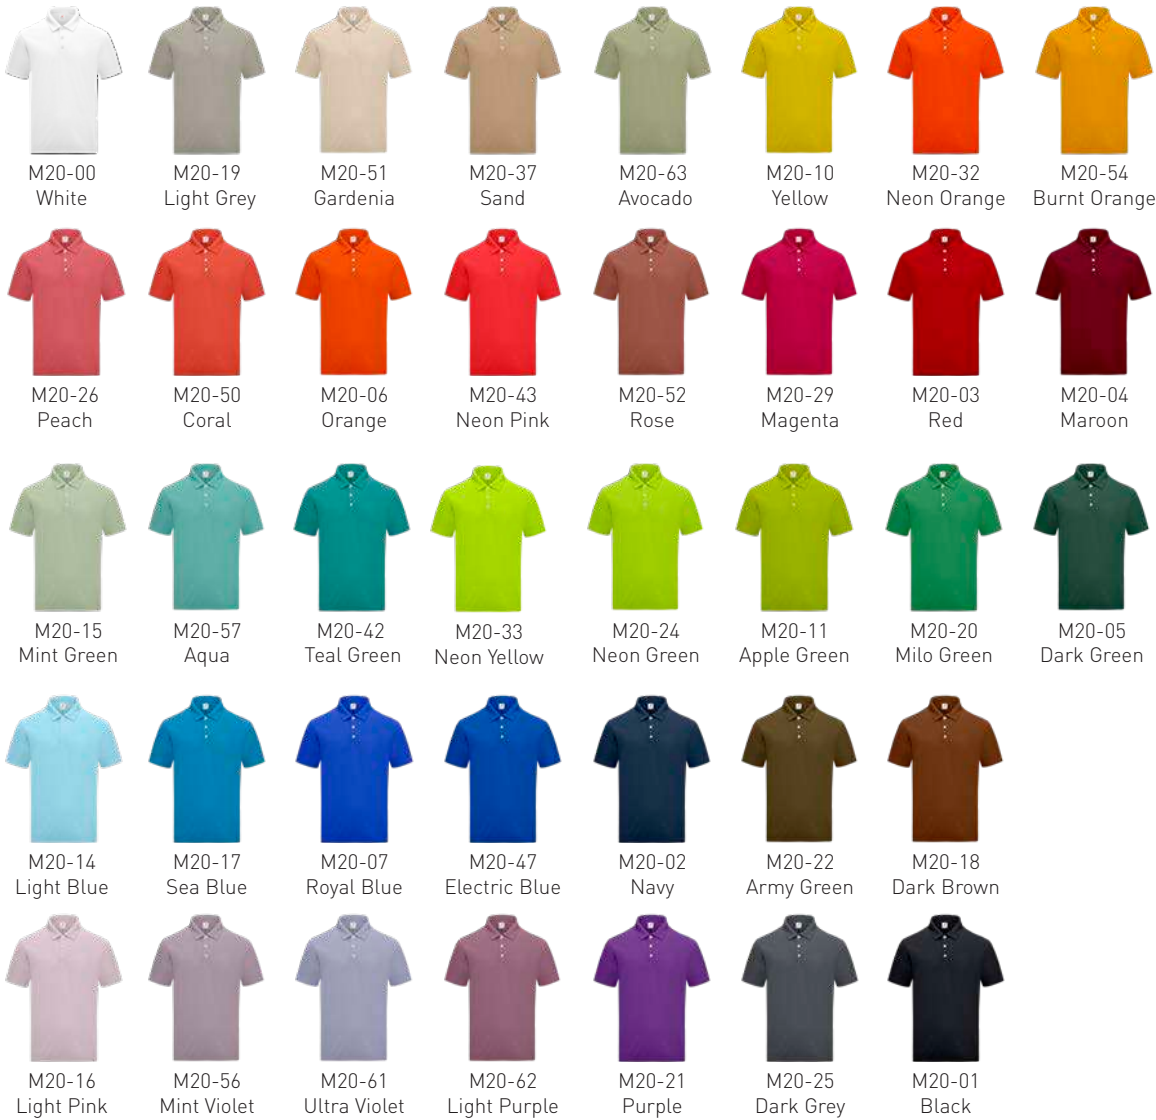 M20-00
White
M20-19
Light Grey
M20-51
Gardenia
M20-37
Sand
M20-63
Avocado
M20-10
Yellow
M20-32
Neon Orange
M20-54
Burnt Orange
M20-26
Peach
M20-50
Coral
M20-06
Orange
M20-43
Neon Pink
M20-52
Rose
M20-29
Magenta
M20-03
Red
M20-04
Maroon
M20-15
Mint Green
M20-57
Aqua
M20-42
Teal Green
M20-33
Neon Yellow
M20-24
Neon Green
M20-11
Apple Green
M20-20
Milo Green
M20-05
Dark Green
M20-14
Light Blue
M20-17
Sea Blue
M20-07
Royal Blue
M20-47
Electric Blue
M20-02
Navy
M20-22
Army Green
M20-18
Dark Brown
M20-16
Light Pink
M20-56
Mint Violet
M20-61
Ultra Violet
M20-62
Light Purple
M20-21
Purple
M20-25
Dark Grey
M20-01
Black